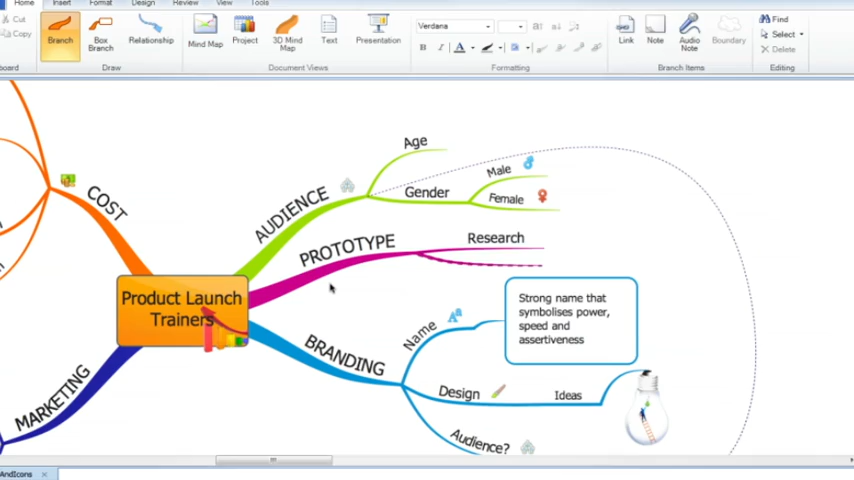 Home Insert Format Design Review View Tools
Cut
Copy
Branch
Box
Branch
Relationship
Mind Map
Project
3D Mind
Map
Text
Presentation
Verdana
B I A
Link
Note
Audio
Note
Boundary
Find
Select
Delete
Draw
Document Views
Formatting
Branch Items
Editing
Age
Male
Gender
Female
AUDIENCE
COST
PROTOTYPE
Research
Product Launch
Trainers
Strong name that
symbolises power,
speed and
assertiveness
Name
BRANDING
Design
Ideas
MARKETING
Audience?
AndIcons